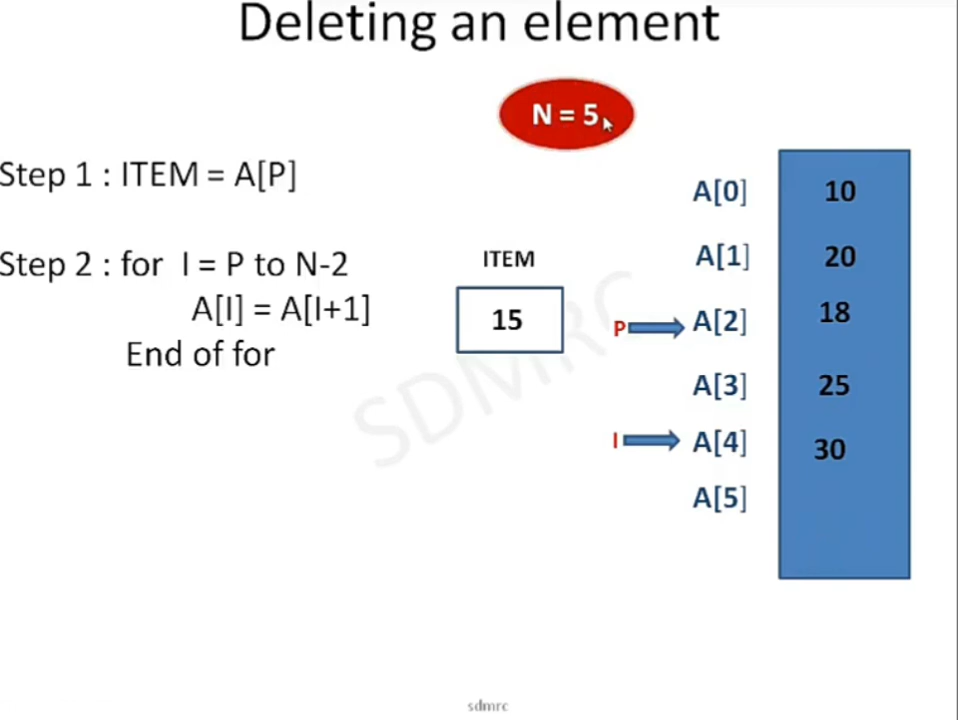 Deleting an element
N = 5
Step 1 : ITEM = A[P]
Step 2 : for I = P to N-2
A[I] = A[I+1]
End of for
ITEM
15
A[0] 10
A[1] 20
P A[2] 18
A[3] 25
I A[4] 30
A[5]
SDMRC
sdmrc